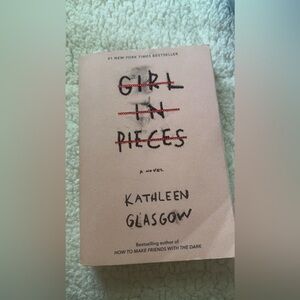 #1 NEW YORK TIMES BESTSELLER
GIRL
IN
PIECES
A NOVEL
KATHLEEN
GLASGOW
Bestselling author of
HOW TO MAKE FRIENDS WITH THE DARK